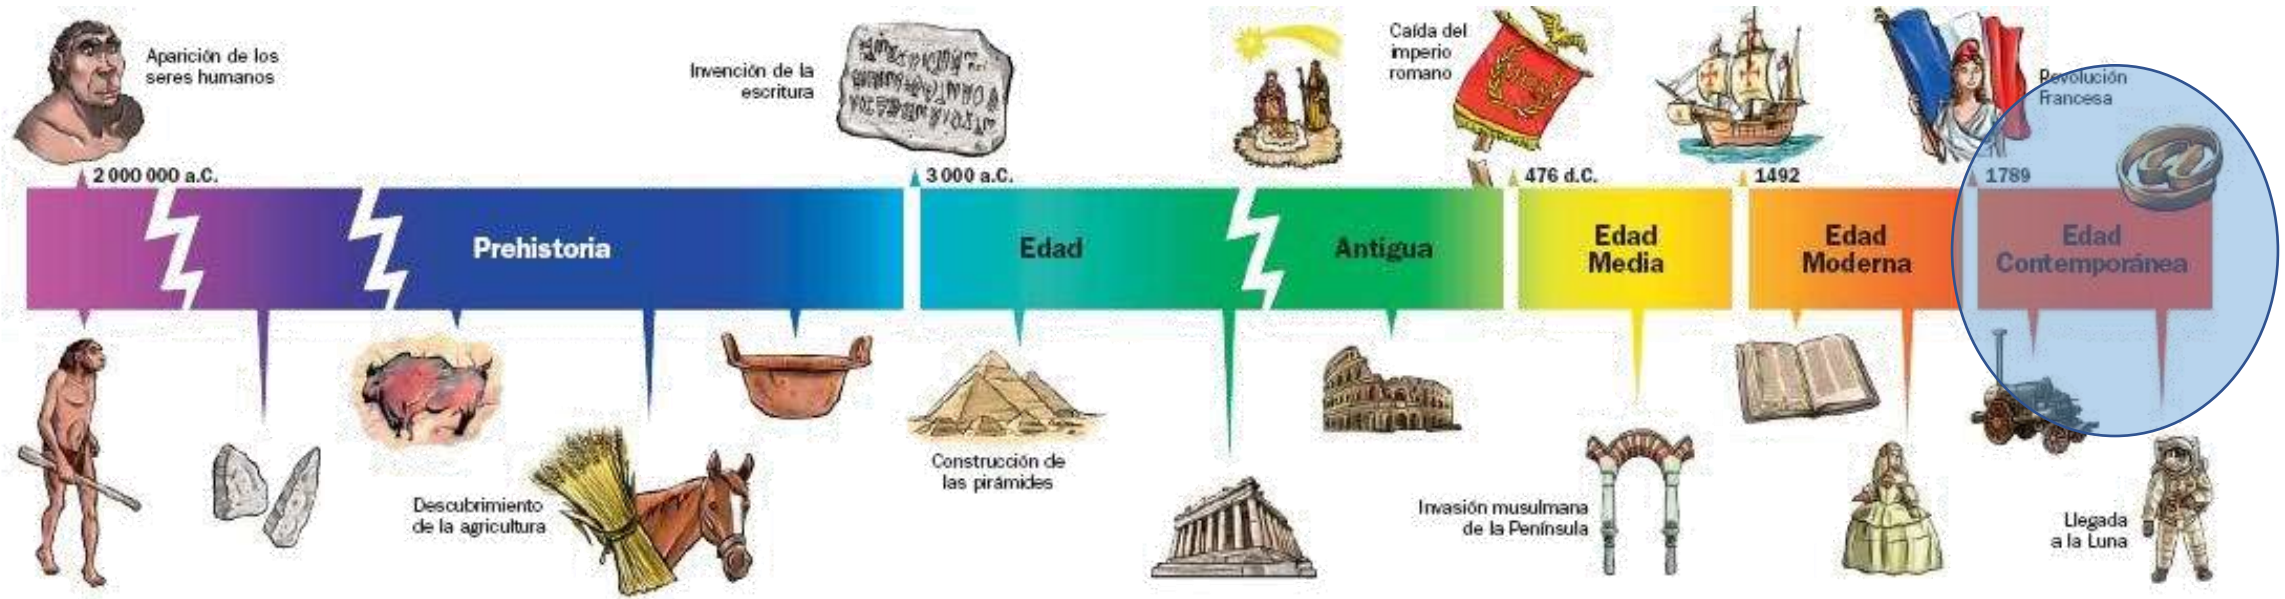 Aparición de los
seres humanos
Invención de la
escritura
Caída del
imperio
romano
Revolución
Francesa
2 000 000 a.C.
3 000 a.C.
476 d.C.
1492
1789
Prehistoria
Edad Antigua
Edad
Media
Edad
Moderna
Edad
Contemporánea
Descubrimiento
de la agricultura
Construcción de
las pirámides
Invasión musulmana
de la Península
Llegada
a la Luna